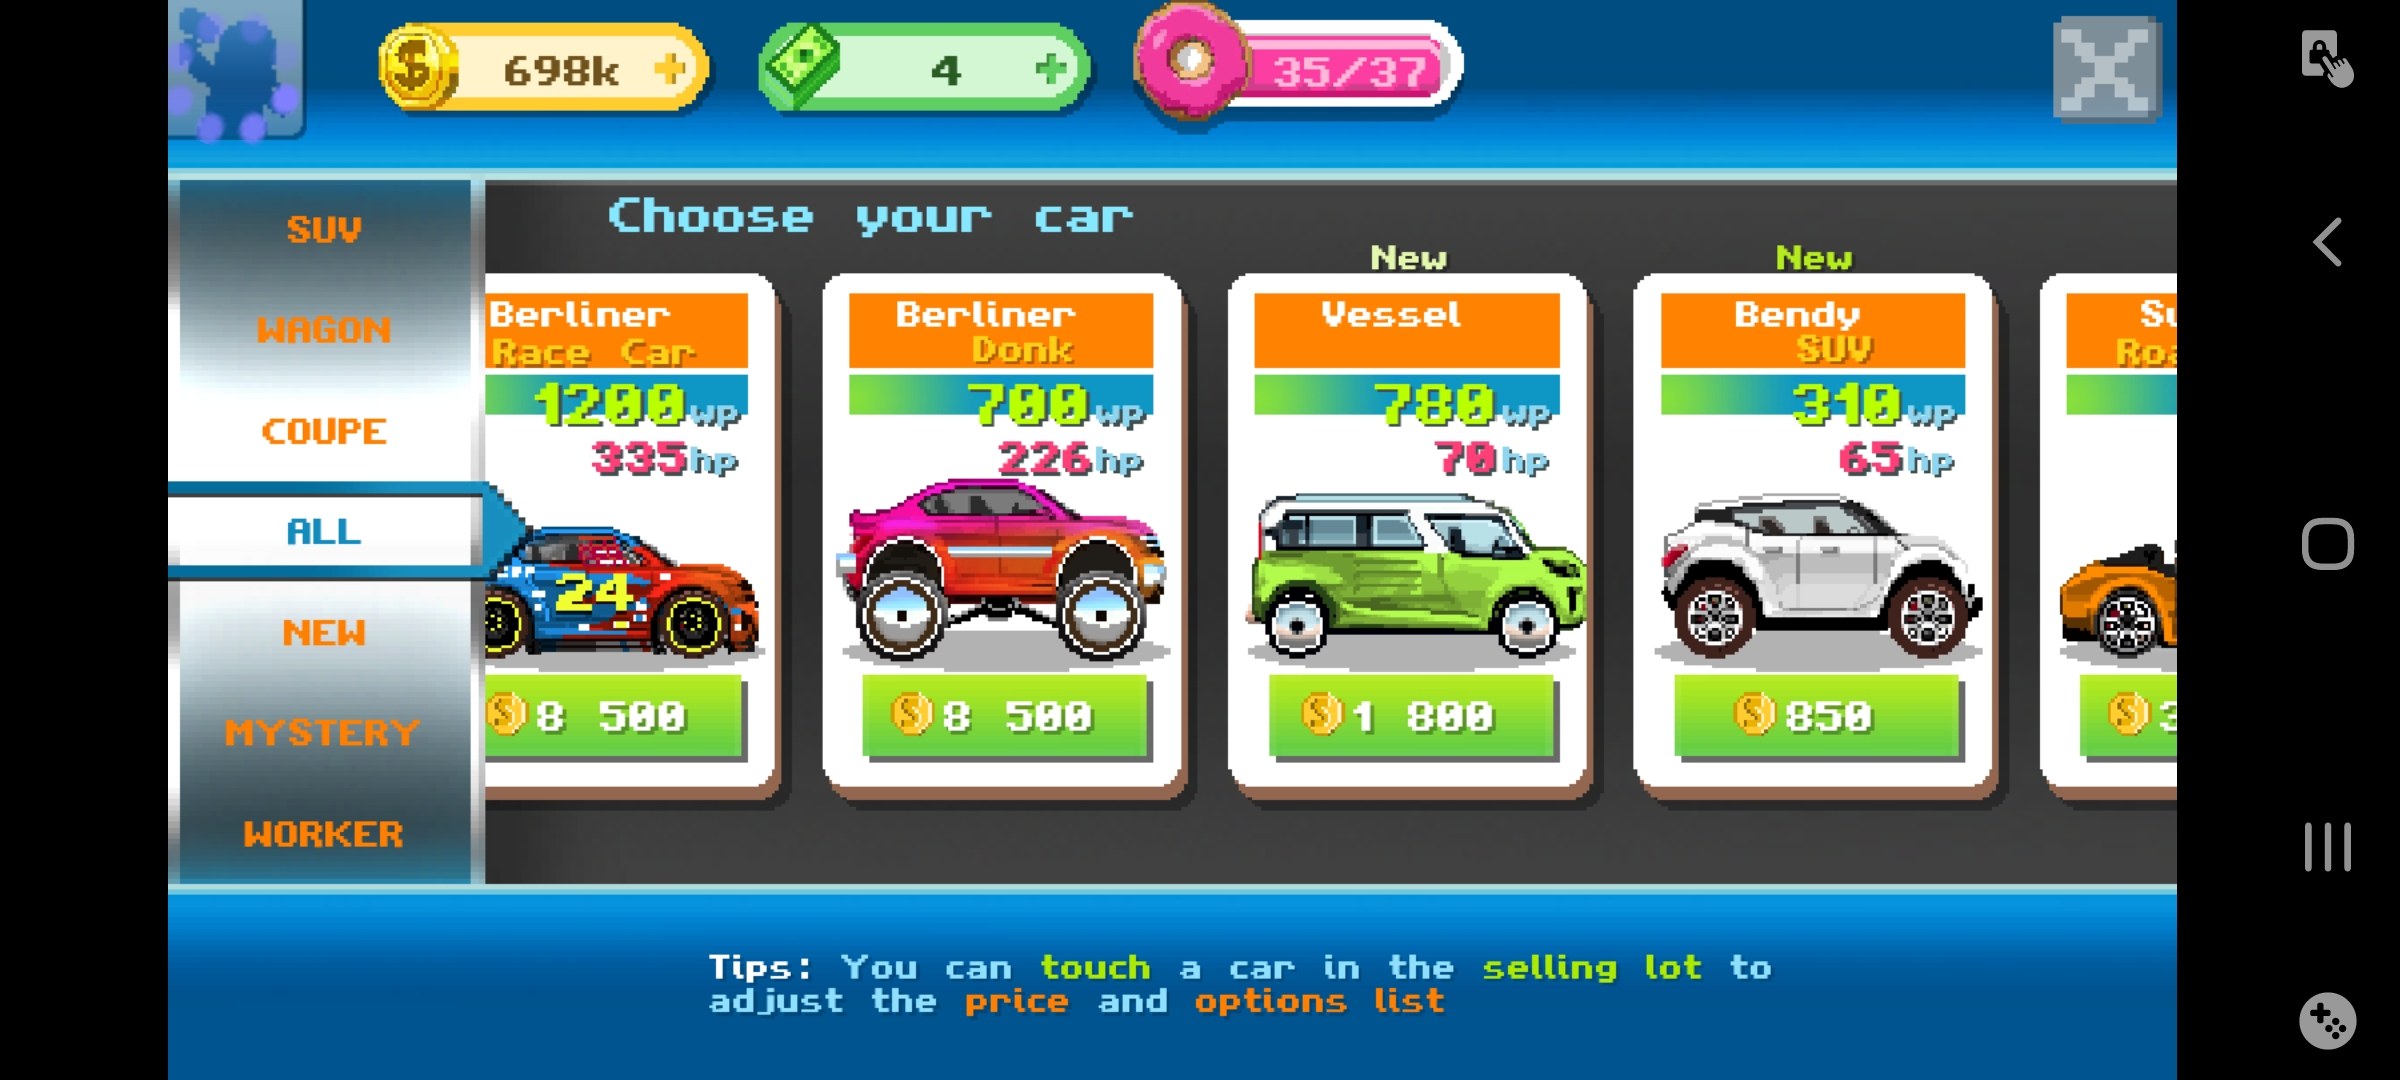 698k
4
35/37
SUV
WAGON
COUPE
ALL
NEW
MYSTERY
WORKER
Choose your car
Berliner
Race Car
1200wp
335hp
24
8 500
Berliner
Donk
700wp
226hp
8 500
New
Vessel
780wp
70hp
1 800
New
Bendy
SUV
310wp
65hp
850
Tips: You can touch a car in the selling lot to
adjust the price and options list